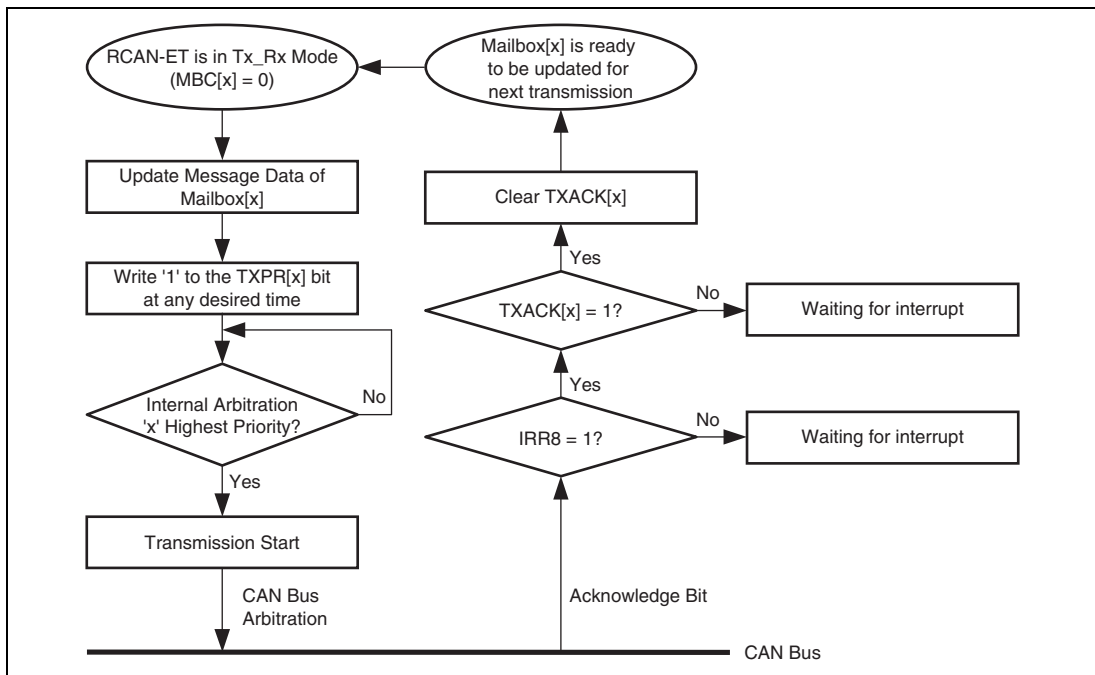 RCAN-ET is in Tx_Rx Mode
(MBC[x] = 0)
Update Message Data of
Mailbox[x]
Write '1' to the TXPR[x] bit
at any desired time
Internal Arbitration
'x' Highest Priority?
No
Yes
Transmission Start
CAN Bus
Arbitration
CAN Bus
Acknowledge Bit
IRR8 = 1?
No
Waiting for interrupt
Yes
TXACK[x] = 1?
No
Waiting for interrupt
Yes
Clear TXACK[x]
Mailbox[x] is ready
to be updated for
next transmission